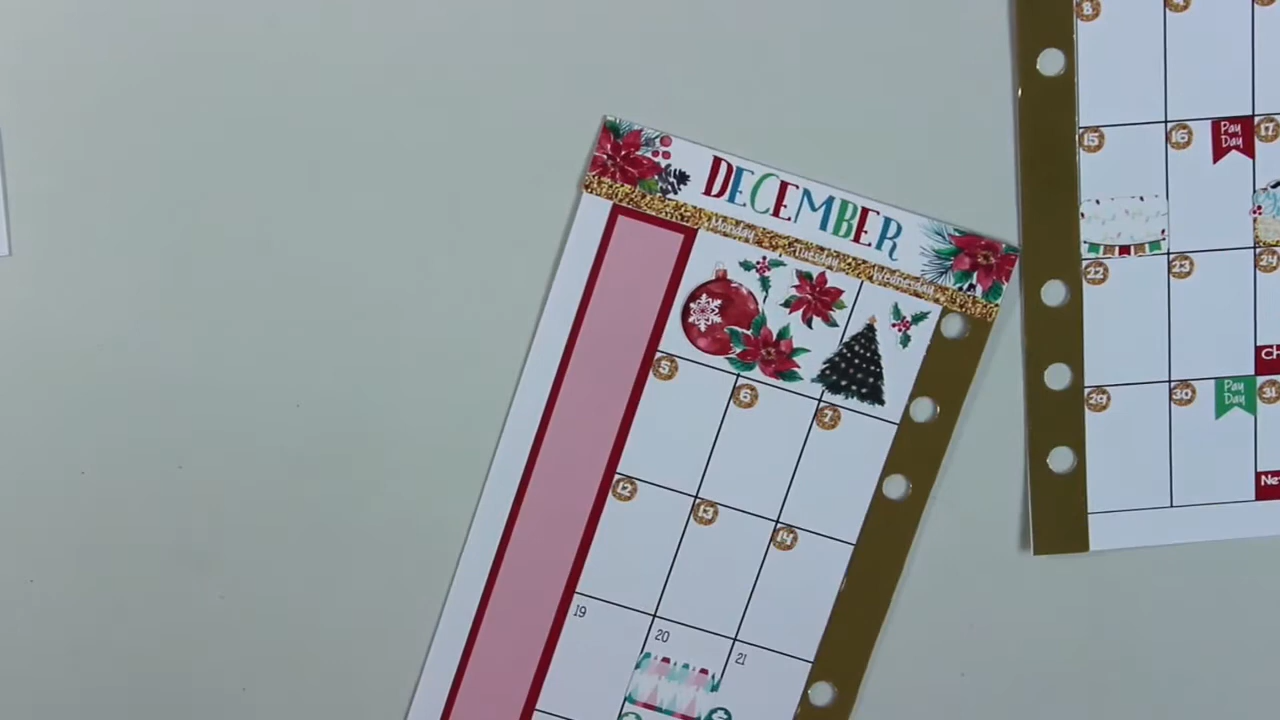 DECEMBER
Monday Tuesday Wednesday
5 6 7
12 13 14
19 20 21
8
15 16 Pay Day 17
22 23 24
29 30 Pay Day 31